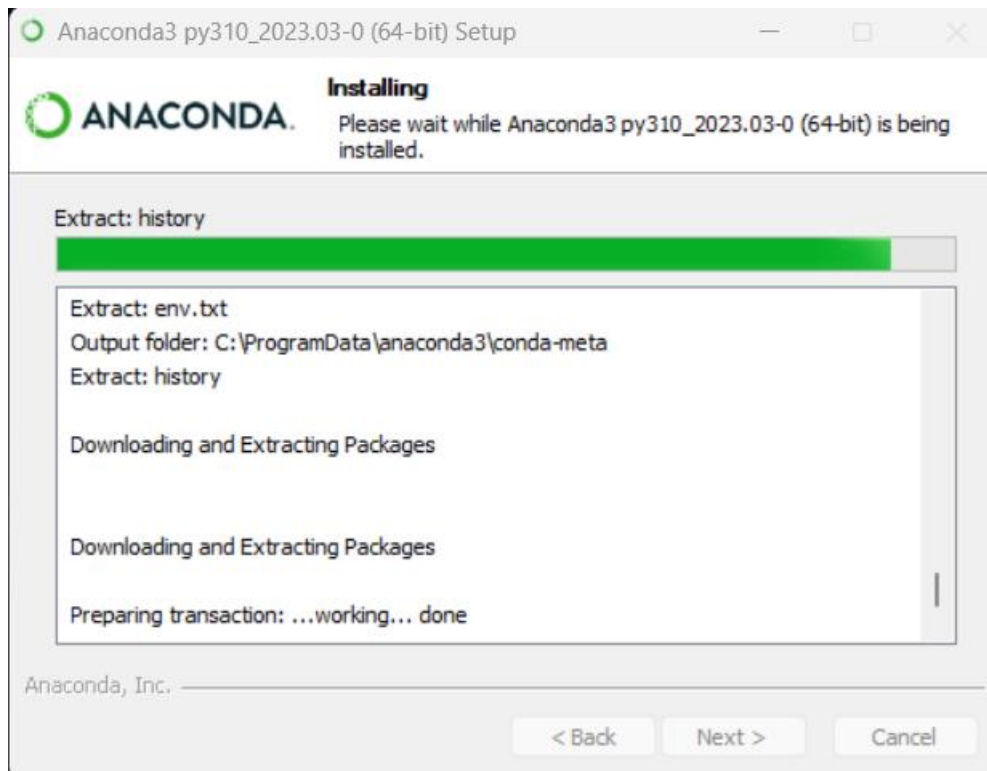 Anaconda3 py310_2023.03-0 (64-bit) Setup
ANACONDA.
Installing
Please wait while Anaconda3 py310_2023.03-0 (64-bit) is being
installed.
Extract: history
Extract: env.txt
Output folder: C:\ProgramData\anaconda3\conda-meta
Extract: history
Downloading and Extracting Packages
Downloading and Extracting Packages
Preparing transaction: ...working... done
Anaconda, Inc.
< Back Next > Cancel